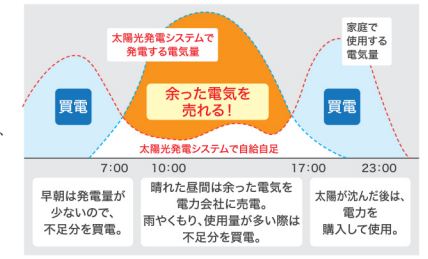 太陽光発電システムで
発電する電気量
家庭で
使用する
電気量
買電
余った電気を
売れる！
買電
太陽光発電システムで自給自足
7:00
10:00
17:00
23:00
早朝は発電量が
少ないので、
不足分を買電。
晴れた昼間は余った電気を
電力会社に売電。
雨やくもり、使用量が多い際は
不足分を買電。
太陽が沈んだ後は、
電力を
購入して使用。
、